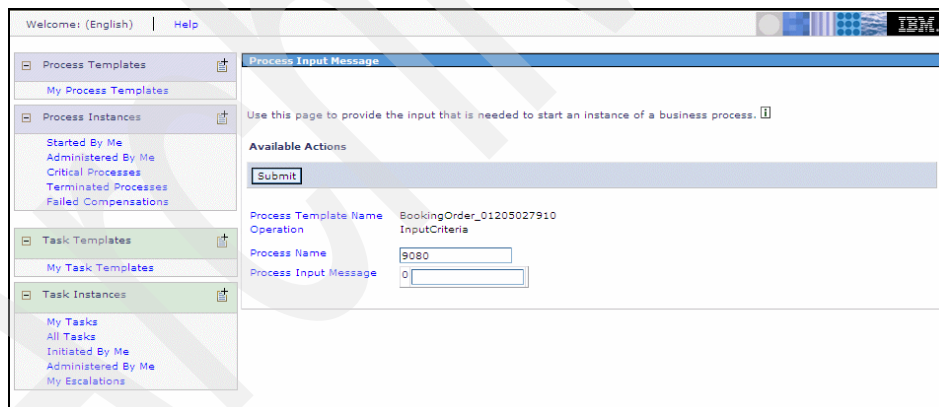 Welcome: (English) Help
IBM.
Process Templates
My Process Templates
Process Instances
Started By Me
Administered By Me
Critical Processes
Terminated Processes
Failed Compensations
Task Templates
My Task Templates
Task Instances
My Tasks
All Tasks
Initiated By Me
Administered By Me
My Escalations
Process Input Message
Use this page to provide the input that is needed to start an instance of a business process. i
Available Actions
Submit
Process Template Name BookingOrder_01205027910
Operation InputCriteria
Process Name 9080
Process Input Message 0